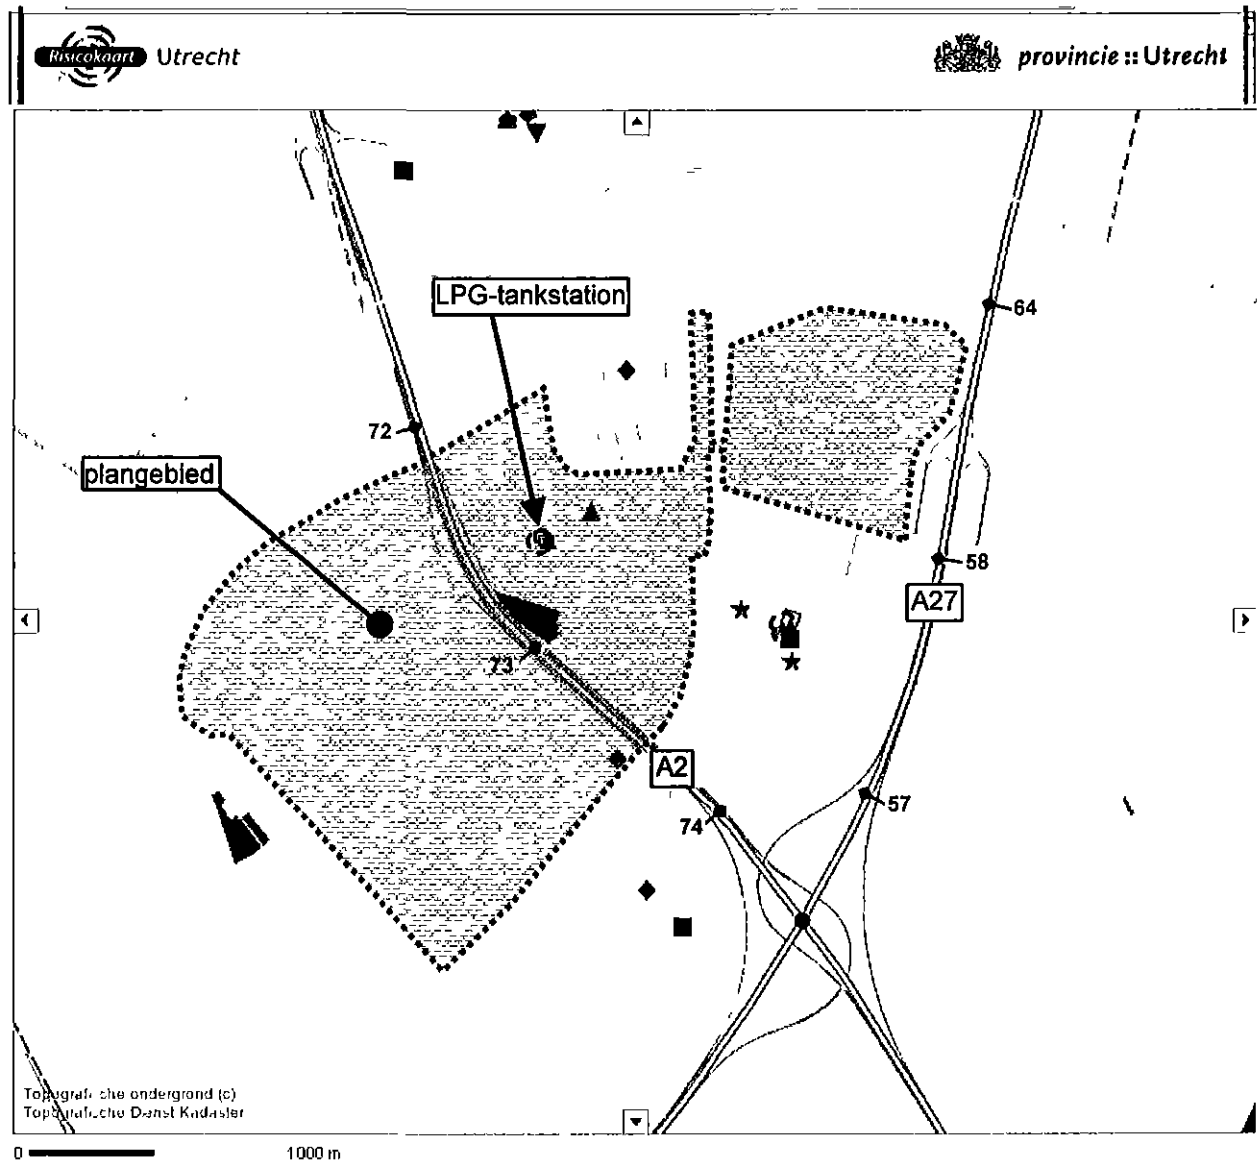 Risicokaart Utrecht
provincie :: Utrecht
LPG-tankstation
64
72
plangebied
58
A27
73
A2
57
74
Topografische ondergrond (c)
Topografische Dienst Kadaster
0 1000 m